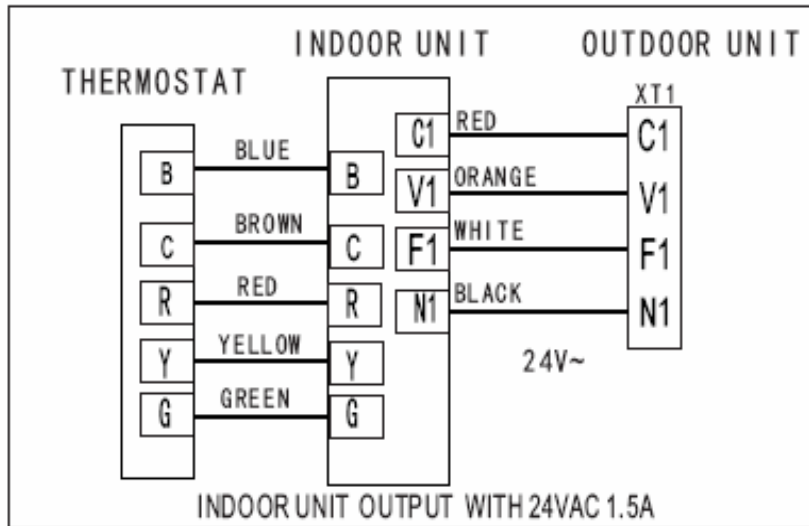 INDOOR UNIT
OUTDOOR UNIT
THERMOSTAT
XT1
C1 RED C1
B BLUE B
V1 ORANGE V1
C BROWN C
F1 WHITE F1
R RED R
N1 BLACK N1
Y YELLOW Y
24V~
G GREEN G
INDOOR UNIT OUTPUT WITH 24VAC 1.5A